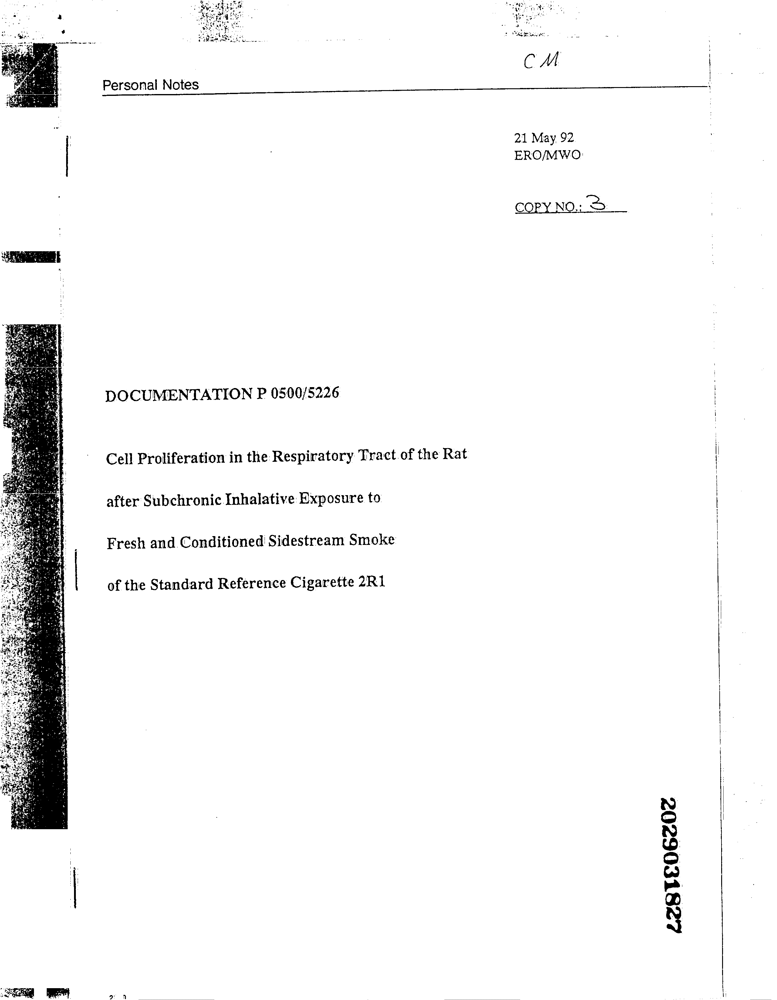 CM
Personal Notes
21 May 92
ERO/MWO
COPY NO.: 3
DOCUMENTATION P 0500/5226
Cell Proliferation in the Respiratory Tract of the Rat
after Subchronic Inhalative Exposure to
Fresh and Conditioned Sidestream Smoke
of the Standard Reference Cigarette 2R1
2029031827